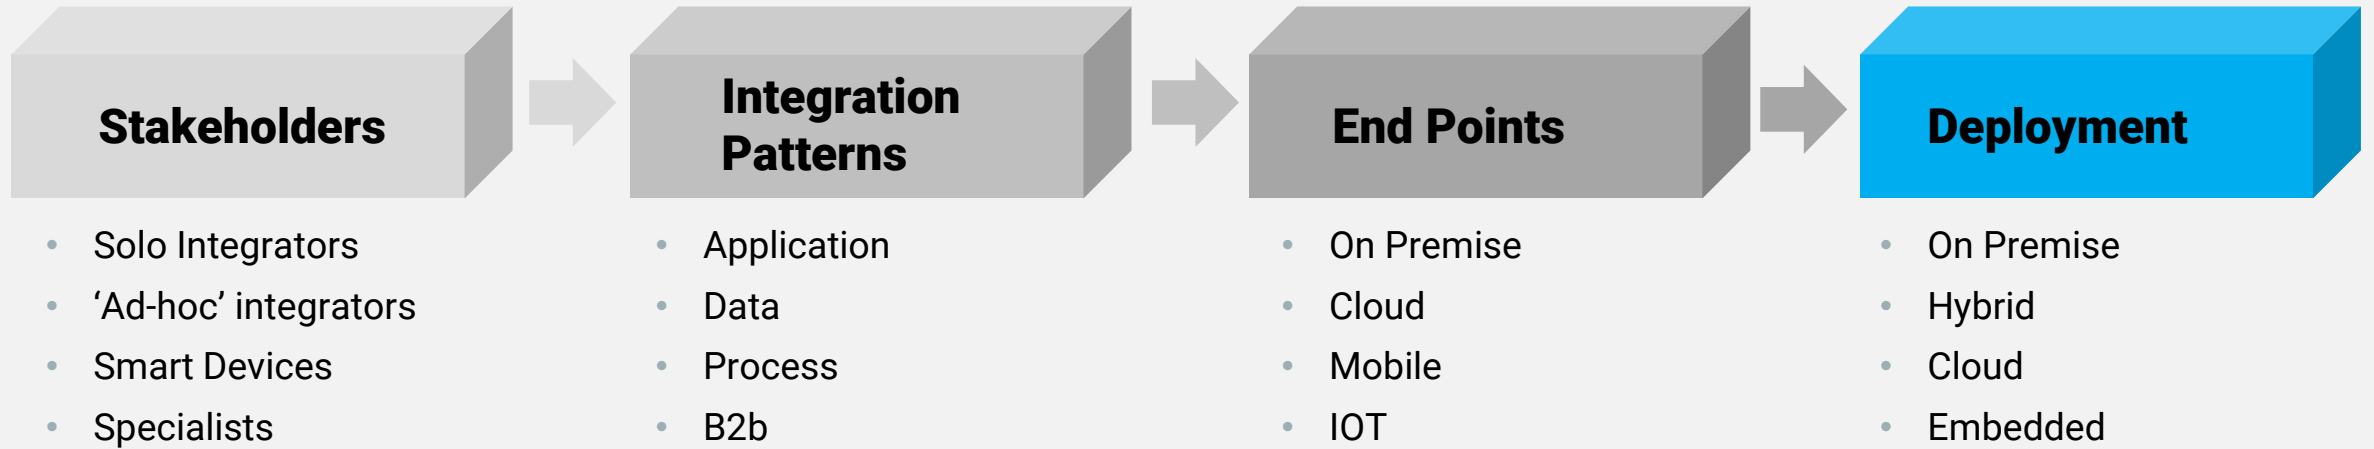 Stakeholders
• Solo Integrators
• ‘Ad-hoc’ integrators
• Smart Devices
• Specialists
Integration
Patterns
• Application
• Data
• Process
• B2b
End Points
• On Premise
• Cloud
• Mobile
• IOT
Deployment
• On Premise
• Hybrid
• Cloud
• Embedded